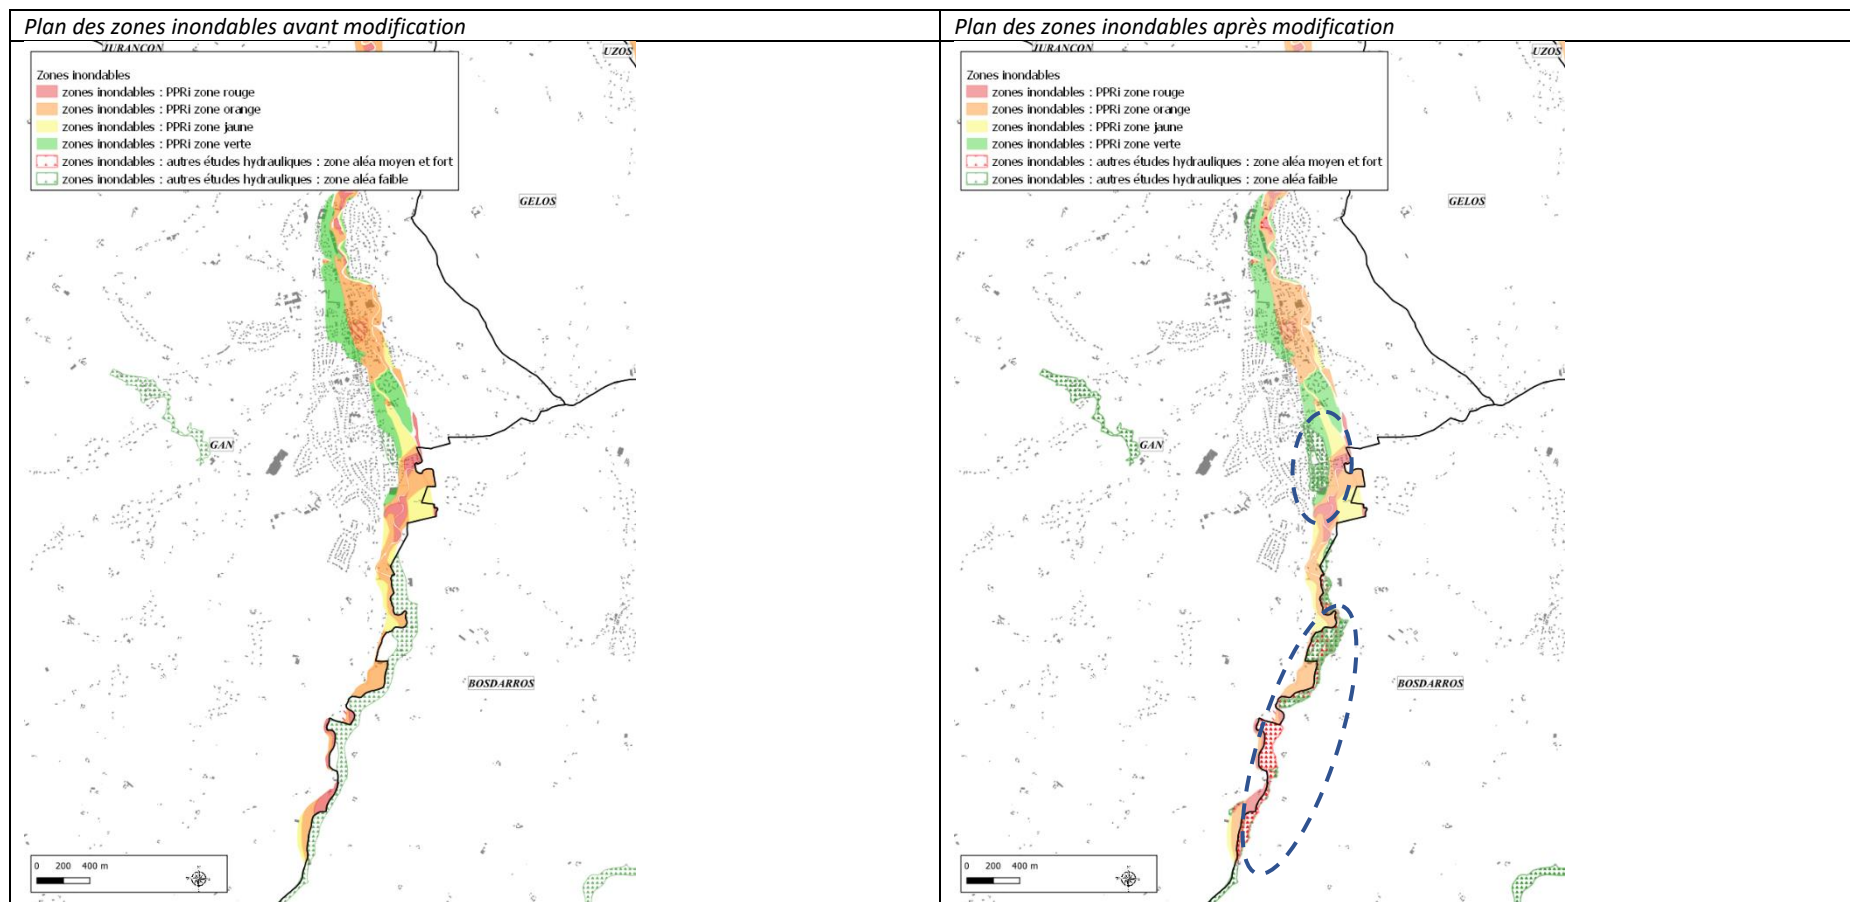 Plan des zones inondables avant modification
JURANCON
UZOS
Zones inondables
zones inondables : PPRi zone rouge
zones inondables : PPRi zone orange
zones inondables : PPRi zone jaune
zones inondables : PPRi zone verte
zones inondables : autres études hydrauliques : zone aléa moyen et fort
zones inondables : autres études hydrauliques : zone aléa faible
GELOS
GAN
BOSDARROS
0 200 400 m
Plan des zones inondables après modification
JURANCON
UZOS
Zones inondables
zones inondables : PPRi zone rouge
zones inondables : PPRi zone orange
zones inondables : PPRi zone jaune
zones inondables : PPRi zone verte
zones inondables : autres études hydrauliques : zone aléa moyen et fort
zones inondables : autres études hydrauliques : zone aléa faible
GELOS
GAN
BOSDARROS
0 200 400 m